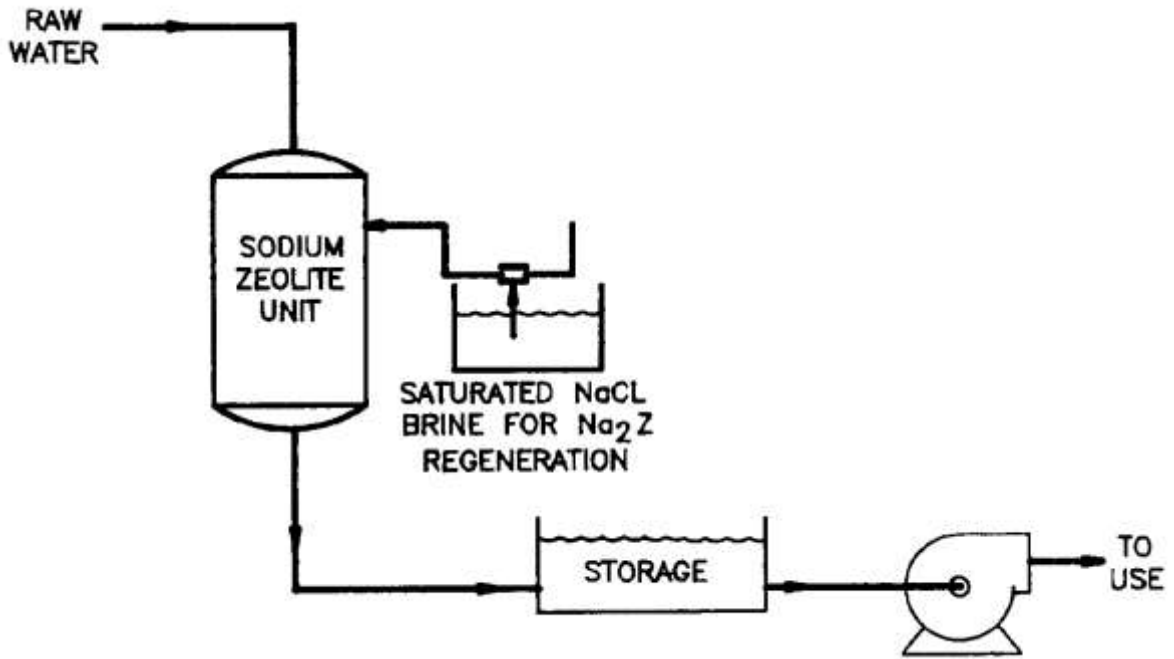 RAW
WATER
SODIUM
ZEOLITE
UNIT
SATURATED NaCL
BRINE FOR Na₂Z
REGENERATION
STORAGE
TO
USE